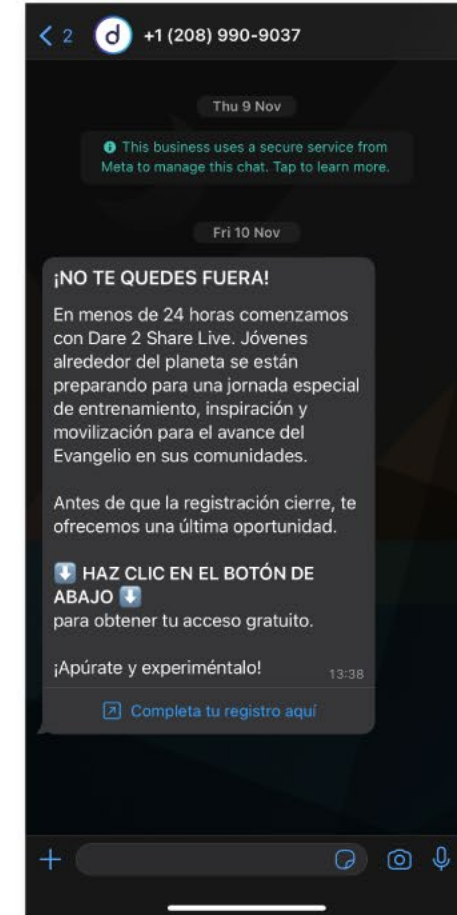 2 d +1 (208) 990-9037
Thu 9 Nov
This business uses a secure service from
Meta to manage this chat. Tap to learn more.
Fri 10 Nov
¡NO TE QUEDES FUERA!
En menos de 24 horas comenzamos
con Dare 2 Share Live. Jóvenes
alrededor del planeta se están
preparando para una jornada especial
de entrenamiento, inspiración y
movilización para el avance del
Evangelio en sus comunidades.
Antes de que la registración cierre, te
ofrecemos una última oportunidad.
⬇️ HAZ CLIC EN EL BOTÓN DE
ABAJO ⬇️
para obtener tu acceso gratuito.
¡Apúrate y experiméntalo! 13:38
Completa tu registro aquí